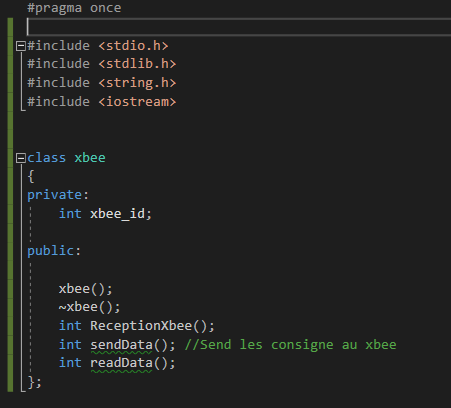 #pragma once
#include <stdio.h>
#include <stdlib.h>
#include <string.h>
#include <iostream>
class xbee
{
private:
int xbee_id;
public:
xbee();
~xbee();
int ReceptionXbee();
int sendData(); //Send les consigne au xbee
int readData();
};